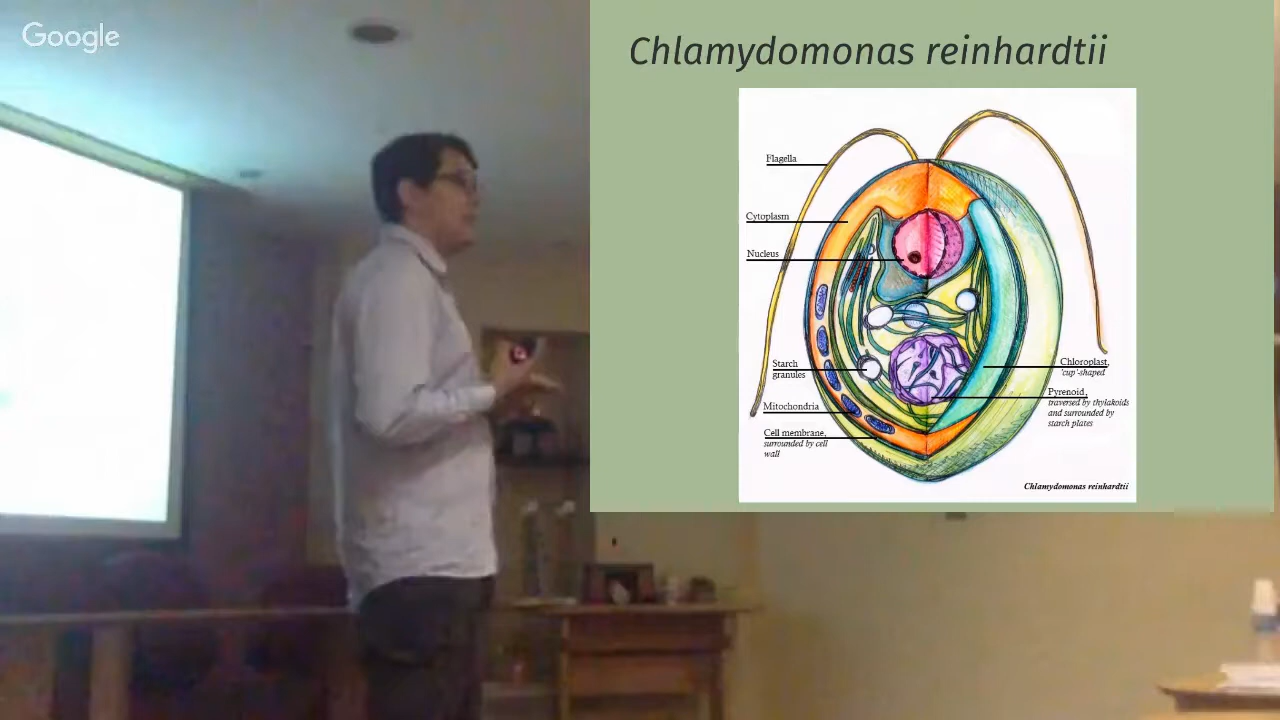 Google
Chlamydomonas reinhardtii
Flagella
Cytoplasm
Nucleus
Starch
granules
Mitochondria
Cell membrane,
surrounded by cell
wall
Chloroplast,
'cup'-shaped
Pyrenoid,
traversed by thylakoids
and surrounded by
starch plates
Chlamydomonas reinhardtii